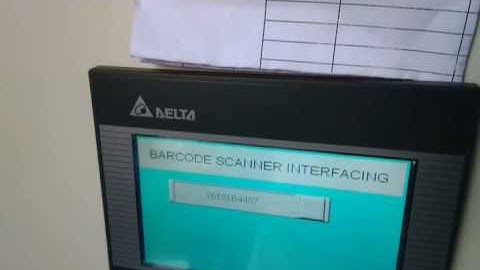 DELTA
BARCODE SCANNER INTERFACING